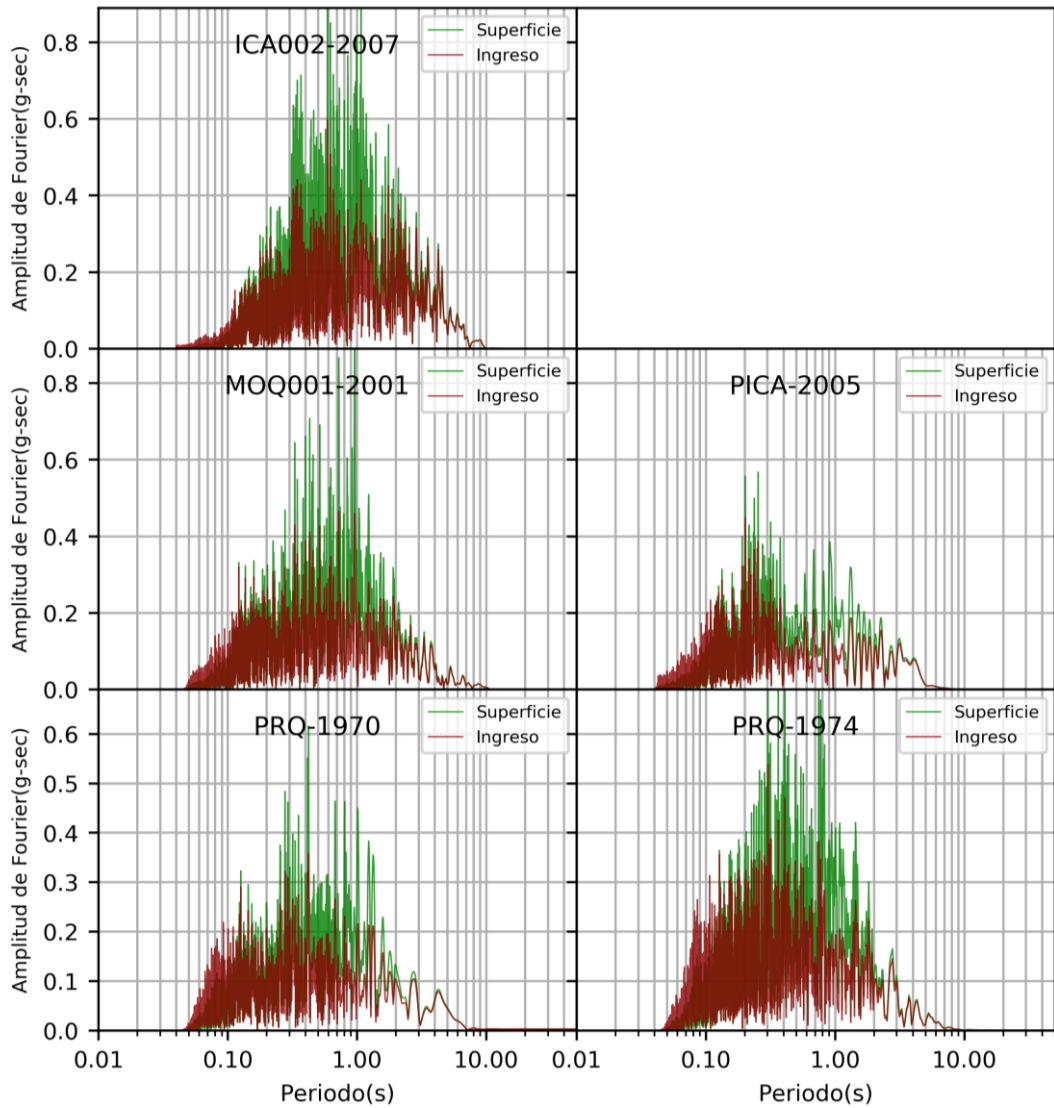 ICA002-2007
Superficie
Ingreso
Amplitud de Fourier(g-sec)
0.8
0.6
0.4
0.2
0.0
MOQ001-2001
Superficie
Ingreso
PICA-2005
Superficie
Ingreso
Amplitud de Fourier(g-sec)
0.8
0.6
0.4
0.2
0.0
PRQ-1970
Superficie
Ingreso
PRQ-1974
Superficie
Ingreso
Amplitud de Fourier(g-sec)
0.6
0.5
0.4
0.3
0.2
0.1
0.0
0.01 0.10 1.00 10.00 0.01 0.10 1.00 10.00
Periodo(s) Periodo(s)